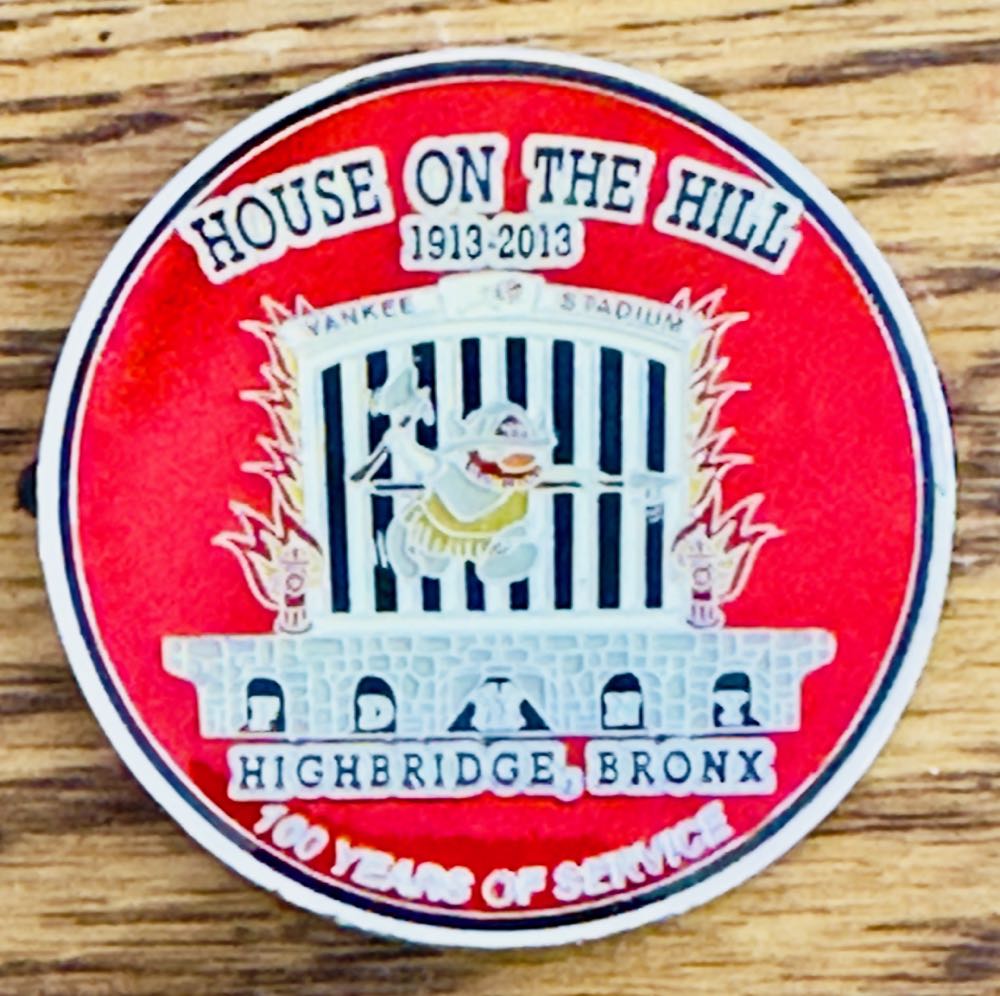 HOUSE ON THE HILL
1913-2013
YANKEE STADIUM
HIGHBRIDGE, BRONX
100 YEARS OF SERVICE